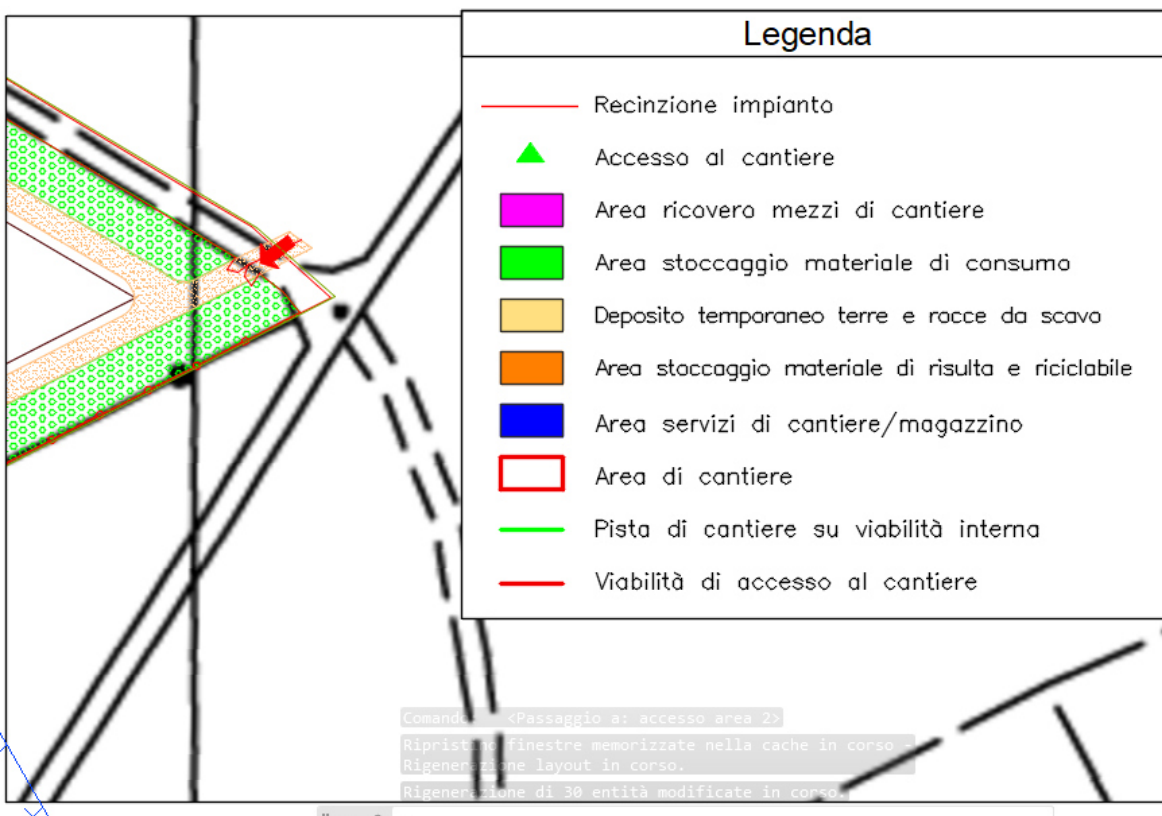 Legenda
Recinzione impianto
Accesso al cantiere
Area ricovero mezzi di cantiere
Area stoccaggio materiale di consumo
Deposito temporaneo terre e rocce da scavo
Area stoccaggio materiale di risulta e riciclabile
Area servizi di cantiere/magazzino
Area di cantiere
Pista di cantiere su viabilità interna
Viabilità di accesso al cantiere
Comando: <Passaggio a: accesso area 2>
Ripristino finestre memorizzate nella cache in corso -
Rigenerazione layout in corso.
Rigenerazione di 30 entità modificate in corso.